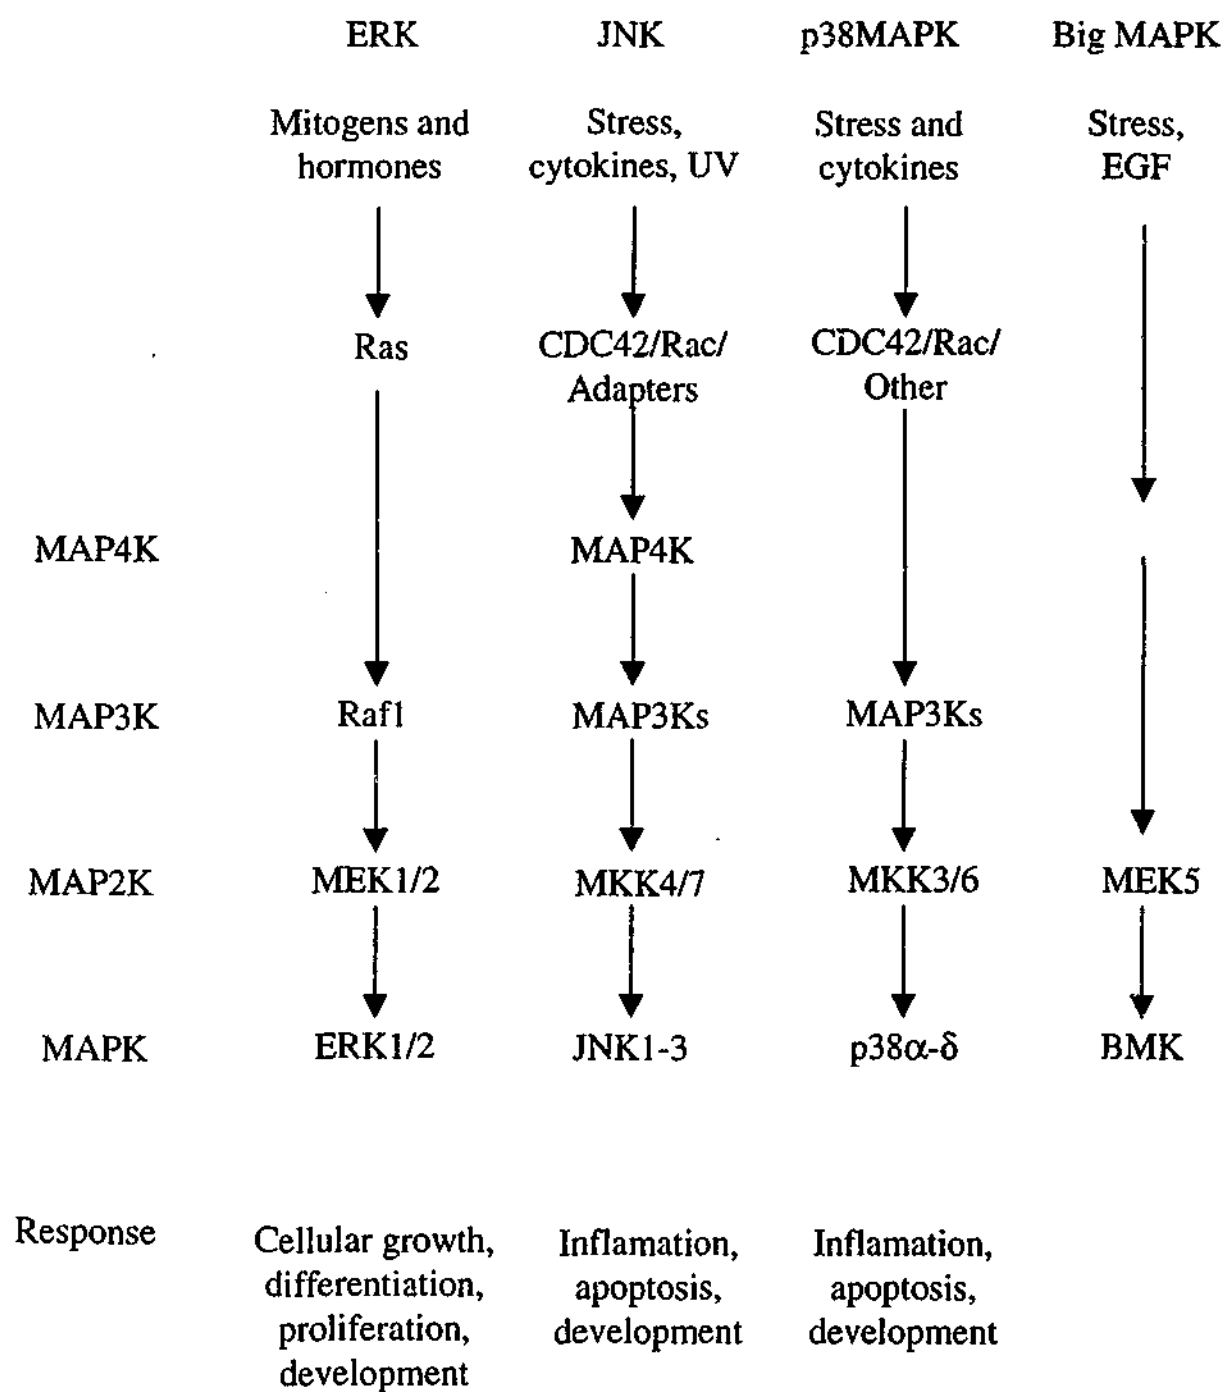 ERK JNK p38MAPK Big MAPK
Mitogens and Stress, Stress and Stress,
hormones cytokines, UV cytokines EGF
Ras CDC42/Rac/ CDC42/Rac/
Adapters Other
MAP4K MAP4K
MAP3K Raf1 MAP3Ks MAP3Ks
MAP2K MEK1/2 MKK4/7 MKK3/6 MEK5
MAPK ERK1/2 JNK1-3 p38α-δ BMK
Response Cellular growth, Inflamation, Inflamation,
differentiation, apoptosis, apoptosis,
proliferation, development development
development